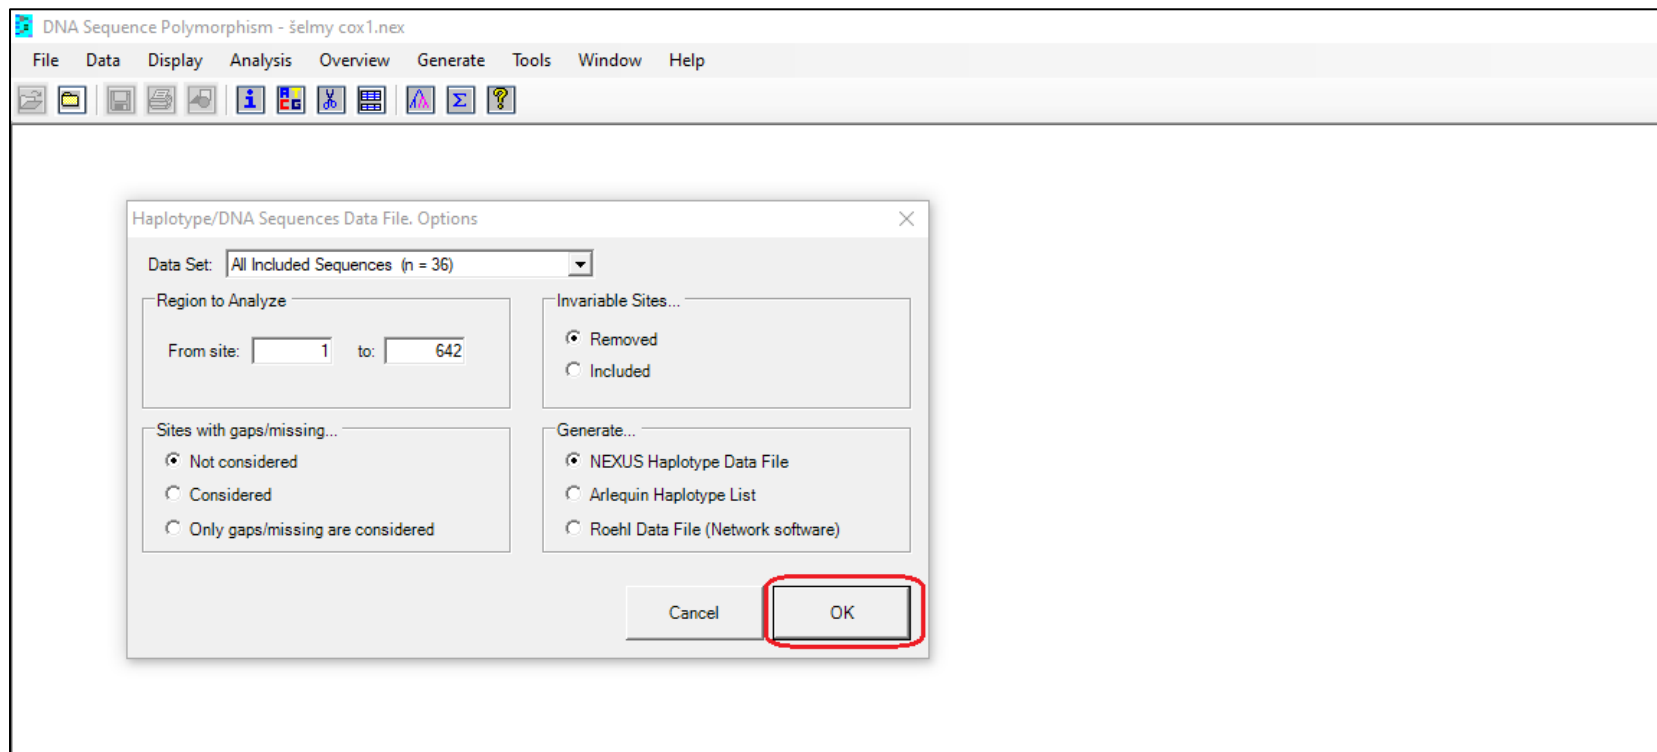 DNA Sequence Polymorphism - šelmy cox1.nex
File Data Display Analysis Overview Generate Tools Window Help
Haplotype/DNA Sequences Data File. Options
Data Set: All Included Sequences (n = 36)
Region to Analyze
From site: 1 to: 642
Invariable Sites...
Removed
Included
Sites with gaps/missing...
Not considered
Considered
Only gaps/missing are considered
Generate...
NEXUS Haplotype Data File
Arlequin Haplotype List
Roehl Data File (Network software)
Cancel OK